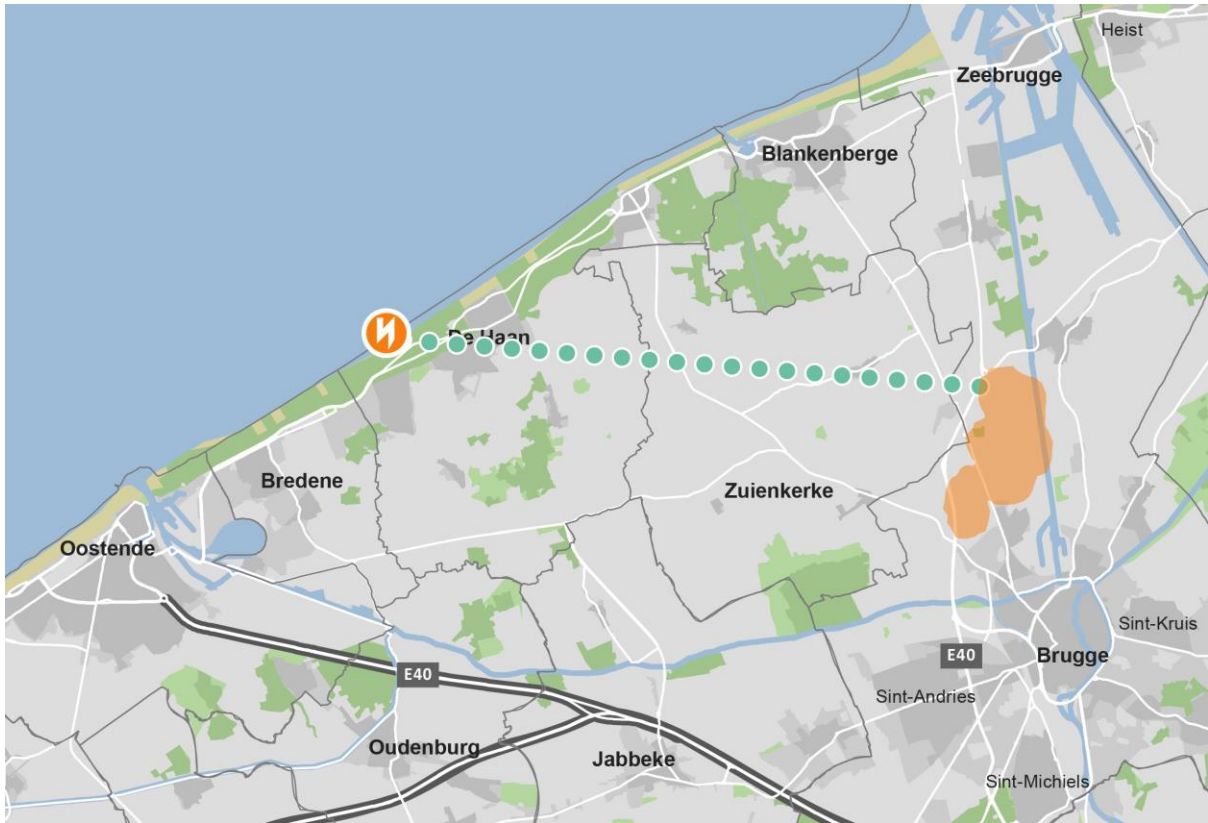 Heist
Zeebrugge
Blankenberge
De Haan
Bredene
Zuienkerke
Oostende
Sint-Kruis
E40
Brugge
E40
Sint-Andries
Oudenburg
Jabbeke
Sint-Michiels